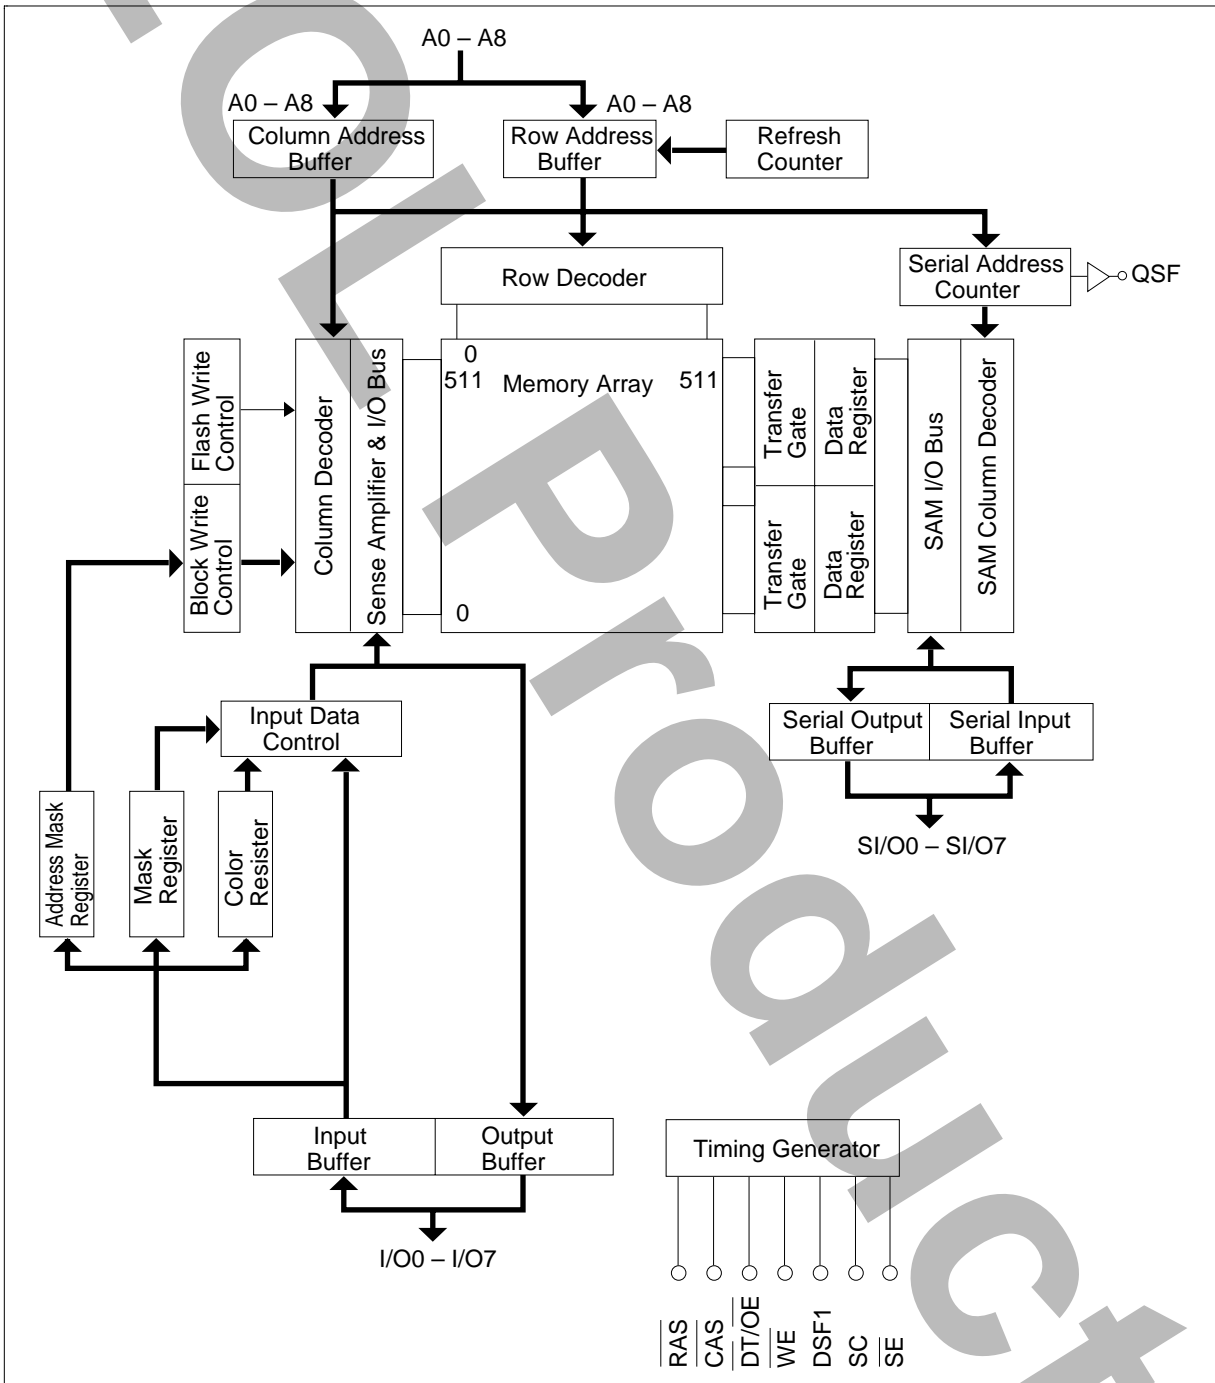 A0 – A8
A0 – A8
A0 – A8
Column Address
Buffer
Row Address
Buffer
Refresh
Counter
Row Decoder
Serial Address
Counter
QSF
Flash Write
Control
Block Write
Control
Column Decoder
Sense Amplifier & I/O Bus
0
511
Memory Array
511
0
Transfer
Gate
Data
Register
Transfer
Gate
Data
Register
SAM I/O Bus
SAM Column Decoder
Input Data
Control
Serial Output
Buffer
Serial Input
Buffer
SI/O0 – SI/O7
Address Mask
Register
Mask
Register
Color
Resister
Input
Buffer
Output
Buffer
I/O0 – I/O7
Timing Generator
RAS
CAS
DT/OE
WE
DSF1
SC
SE
OL Product